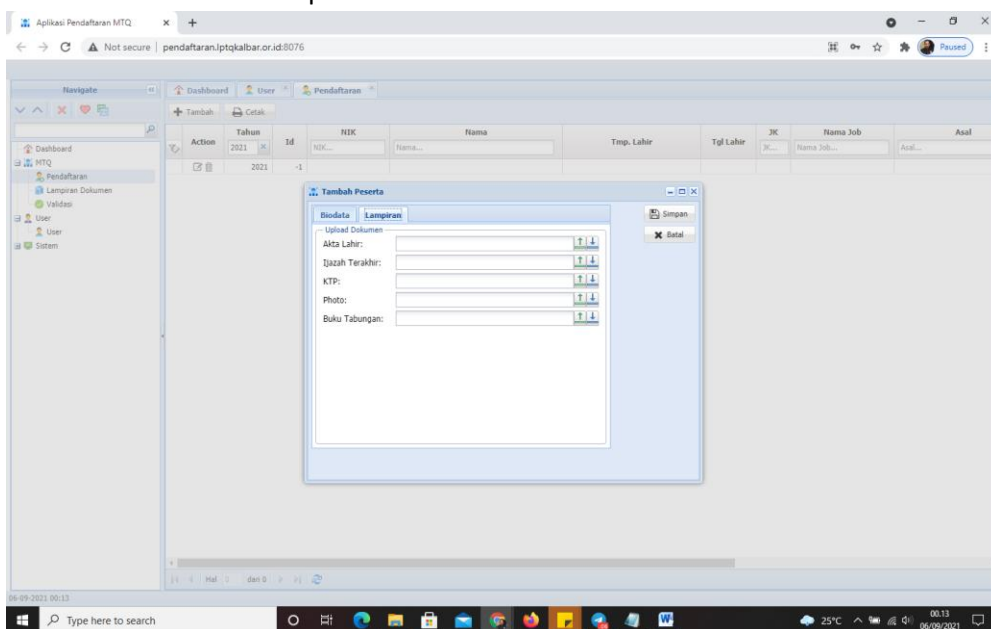 Aplikasi Pendaftaran MTQ
Not secure | pendaftaran.lptqkalbar.or.id:8076
Paused
Navigate
Dashboard
MTQ
Pendaftaran
Lampiran Dokumen
Validasi
User
User
Sistem
Dashboard User Pendaftaran
Tambah Cetak
Action Tahun Id NIK Nama Tmp. Lahir Tgl Lahir JK Nama Job Asal
2021 NIK... Nama... JK... Nama Job... Asal...
2021 -1
Tambah Peserta
Biodata Lampiran
Simpan
Batal
Upload Dokumen
Akta Lahir:
Ijazah Terakhir:
KTP:
Photo:
Buku Tabungan:
Hal dari 0
06-09-2021 00:13
Type here to search
25°C
00.13
06/09/2021